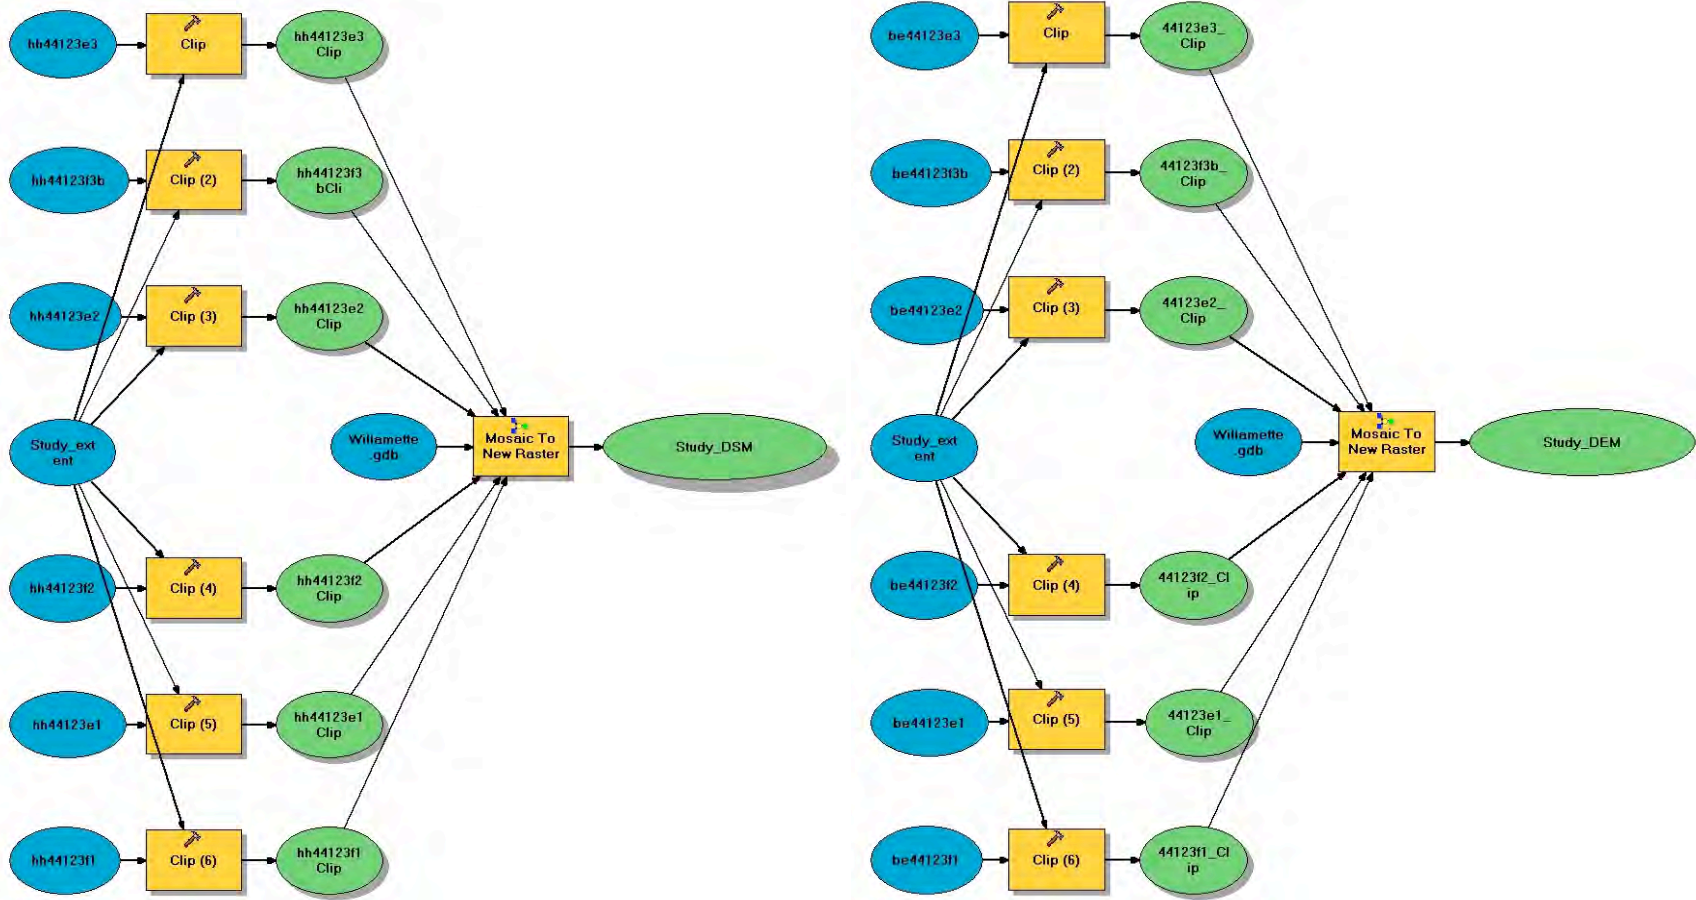 hh44123e3
Clip
hh44123e3
Clip
hh44123f3b
Clip (2)
hh44123f3
bCli
hh44123e2
Clip (3)
hh44123e2
Clip
Study_ext
ent
Willamette
.gdb
Mosaic To
New Raster
Study_DSM
hh44123f2
Clip (4)
hh44123f2
Clip
hh44123e1
Clip (5)
hh44123e1
Clip
hh44123f1
Clip (6)
hh44123f1
Clip
be44123e3
Clip
44123e3_
Clip
be44123f3b
Clip (2)
44123f3b_
Clip
be44123e2
Clip (3)
44123e2_
Clip
Study_ext
ent
Willamette
.gdb
Mosaic To
New Raster
Study_DEM
be44123f2
Clip (4)
44123f2_Cl
ip
be44123e1
Clip (5)
44123e1_
Clip
be44123f1
Clip (6)
44123f1_Cl
ip